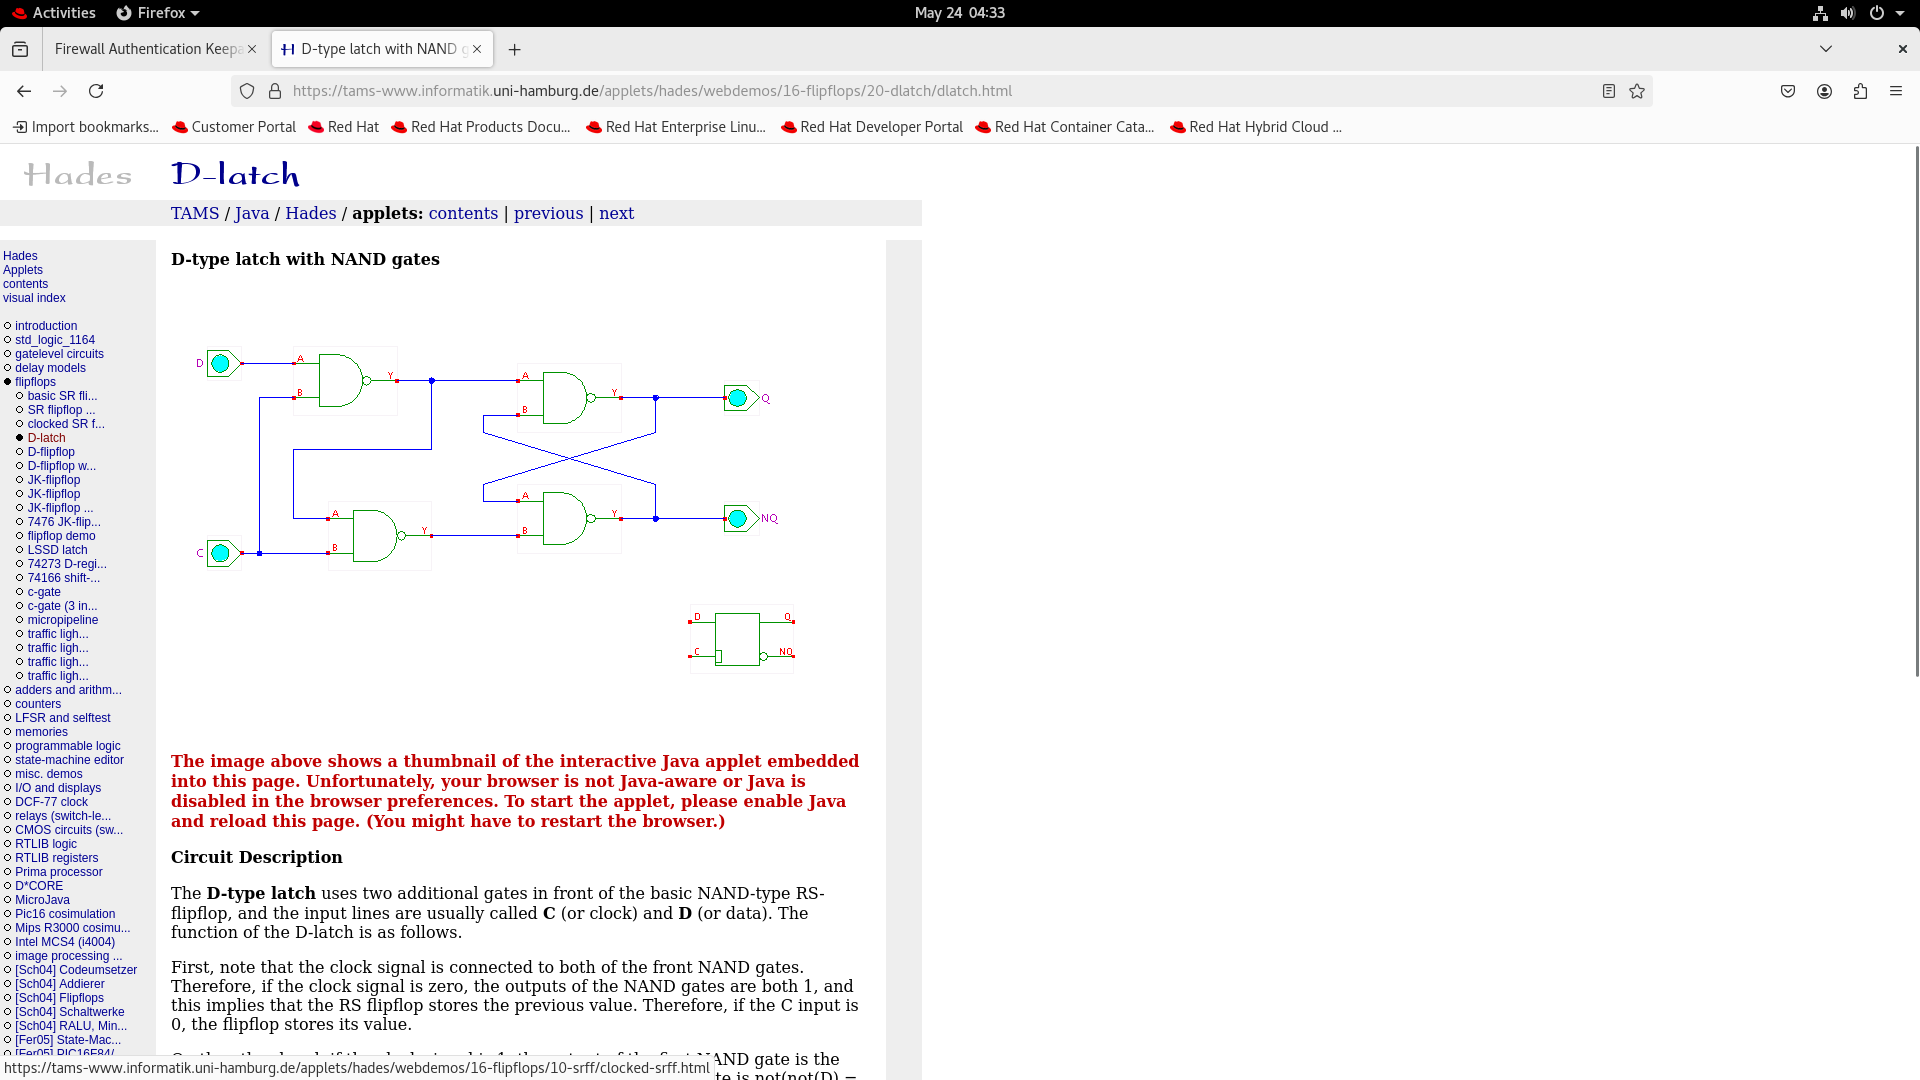 Activities
Firefox
May 24 04:33
Firewall Authentication Keepa
D-type latch with NAND g
https://tams-www.informatik.uni-hamburg.de/applets/hades/webdemos/16-flipflops/20-dlatch/dlatch.html
Import bookmarks...
Customer Portal
Red Hat
Red Hat Products Docu...
Red Hat Enterprise Linu...
Red Hat Developer Portal
Red Hat Container Cata...
Red Hat Hybrid Cloud ...
Hades
D-latch
TAMS / Java / Hades / applets: contents | previous | next
Hades
Applets
contents
visual index
introduction
std_logic_1164
gatelevel circuits
delay models
flipflops
basic SR fli...
SR flipflop ...
clocked SR f...
D-latch
D-flipflop
D-flipflop w...
JK-flipflop
JK-flipflop
JK-flipflop ...
7476 JK-flip...
flipflop demo
LSSD latch
74273 D-regi...
74166 shift-...
c-gate
c-gate (3 in...
micropipeline
traffic ligh...
traffic ligh...
traffic ligh...
traffic ligh...
adders and arithm...
counters
LFSR and selftest
memories
programmable logic
state-machine editor
misc. demos
I/O and displays
DCF-77 clock
relays (switch-le...
CMOS circuits (sw...
RTLIB logic
RTLIB registers
Prima processor
D*CORE
MicroJava
Pic16 cosimulation
Mips R3000 cosimu...
Intel MCS4 (i4004)
image processing ...
[Sch04] Codeumsetzer
[Sch04] Addierer
[Sch04] Flipflops
[Sch04] Schaltwerke
[Sch04] RALU, Min...
[Fer05] State-Mac...
D-type latch with NAND gates
D
A
B
Y
A
B
Y
Q
C
A
B
Y
A
B
Y
NQ
D
Q
C
NQ
The image above shows a thumbnail of the interactive Java applet embedded
into this page. Unfortunately, your browser is not Java-aware or Java is
disabled in the browser preferences. To start the applet, please enable Java
and reload this page. (You might have to restart the browser.)
Circuit Description
The D-type latch uses two additional gates in front of the basic NAND-type RS-
flipflop, and the input lines are usually called C (or clock) and D (or data). The
function of the D-latch is as follows.
First, note that the clock signal is connected to both of the front NAND gates.
Therefore, if the clock signal is zero, the outputs of the NAND gates are both 1, and
this implies that the RS flipflop stores the previous value. Therefore, if the C input is
0, the flipflop stores its value.
NAND gate is the
is not(not(D) =
https://tams-www.informatik.uni-hamburg.de/applets/hades/webdemos/16-flipflops/10-srff/clocked-srff.html